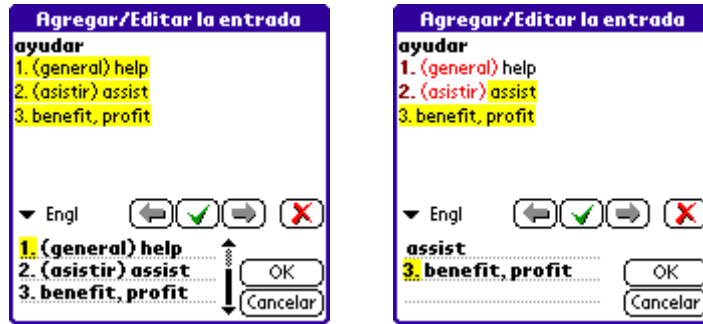 Agregar/Editar la entrada
ayudar
1. (general) help
2. (asistir) assist
3. benefit, profit
Engl
1. (general) help
2. (asistir) assist
3. benefit, profit
OK
Cancelar
Agregar/Editar la entrada
ayudar
1. (general) help
2. (asistir) assist
3. benefit, profit
Engl
assist
3. benefit, profit
OK
Cancelar